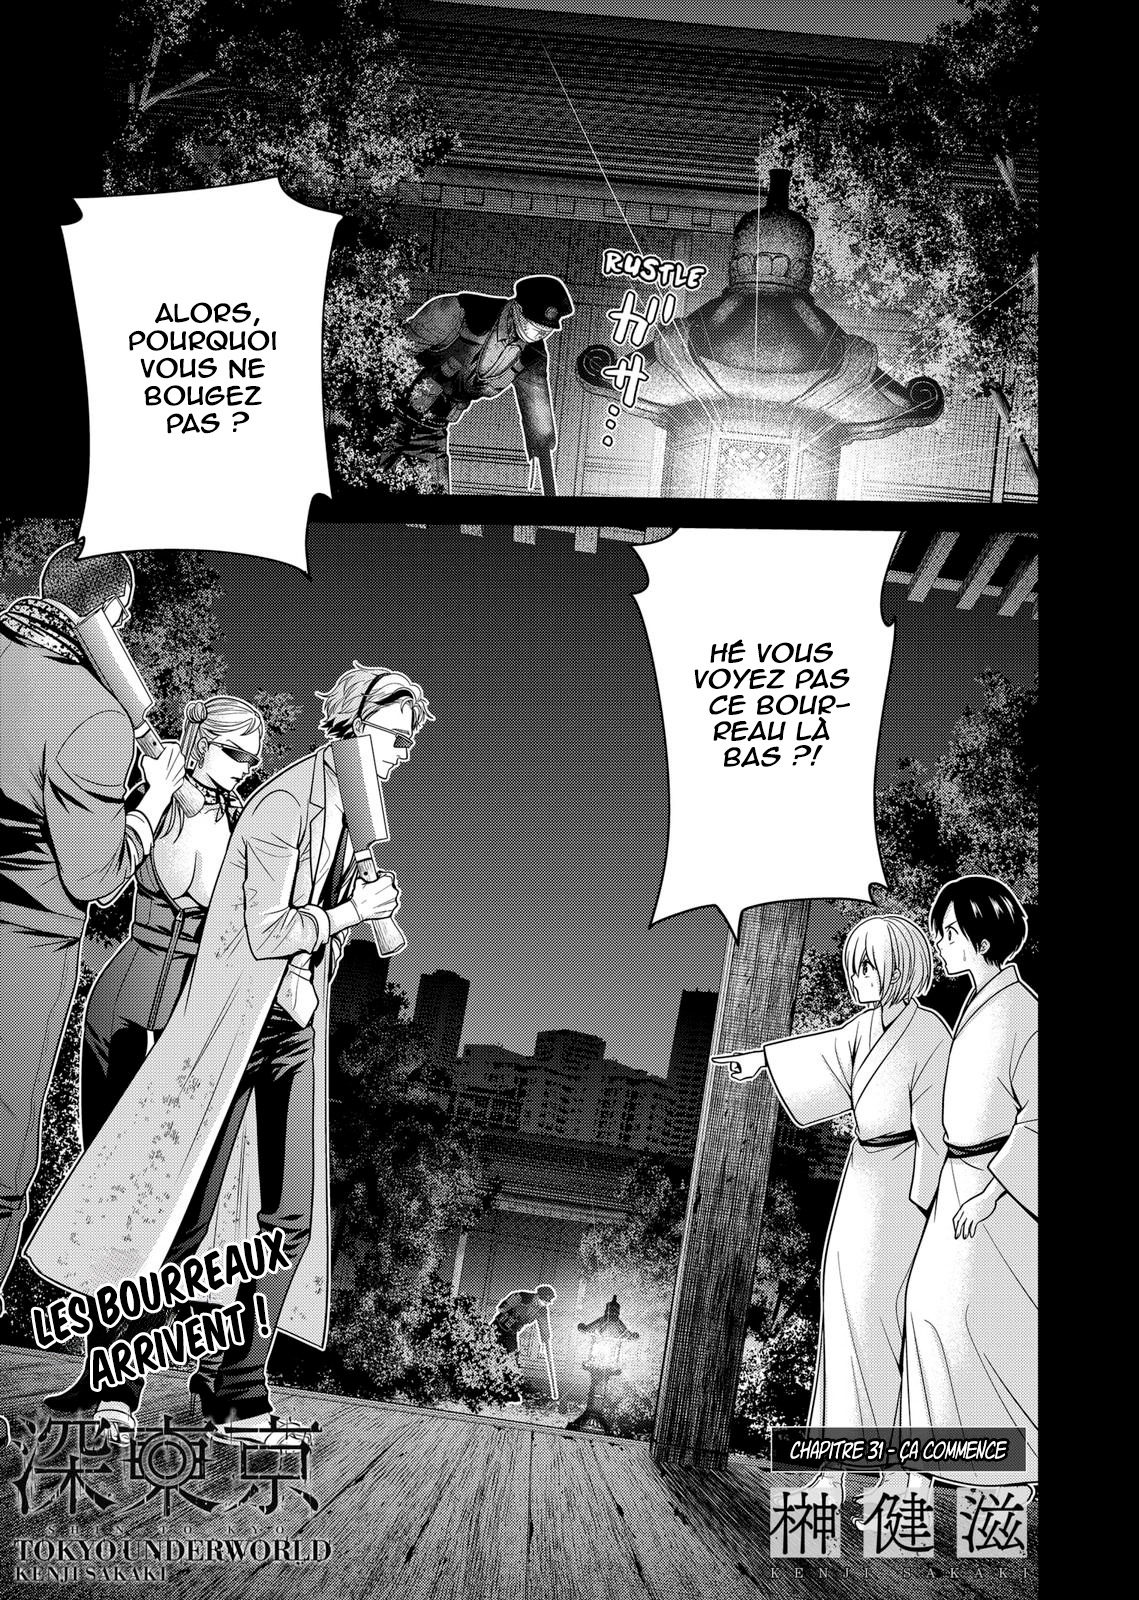 RUSTLE
ガサ…
HÉ VOUS
VOYEZ PAS
CE BOUR-
REAU LÀ
BAS ?!
ALORS,
POURQUOI
VOUS NE
BOUGEZ
PAS ?
LES BOURREAUX
ARRIVENT !
CHAPITRE 31 - ÇA COMMENCE
深東京
SHIN TOKYO
TOKYO UNDERWORLD
KENJI SAKAKI
榊健滋
KENJI SAKAKI